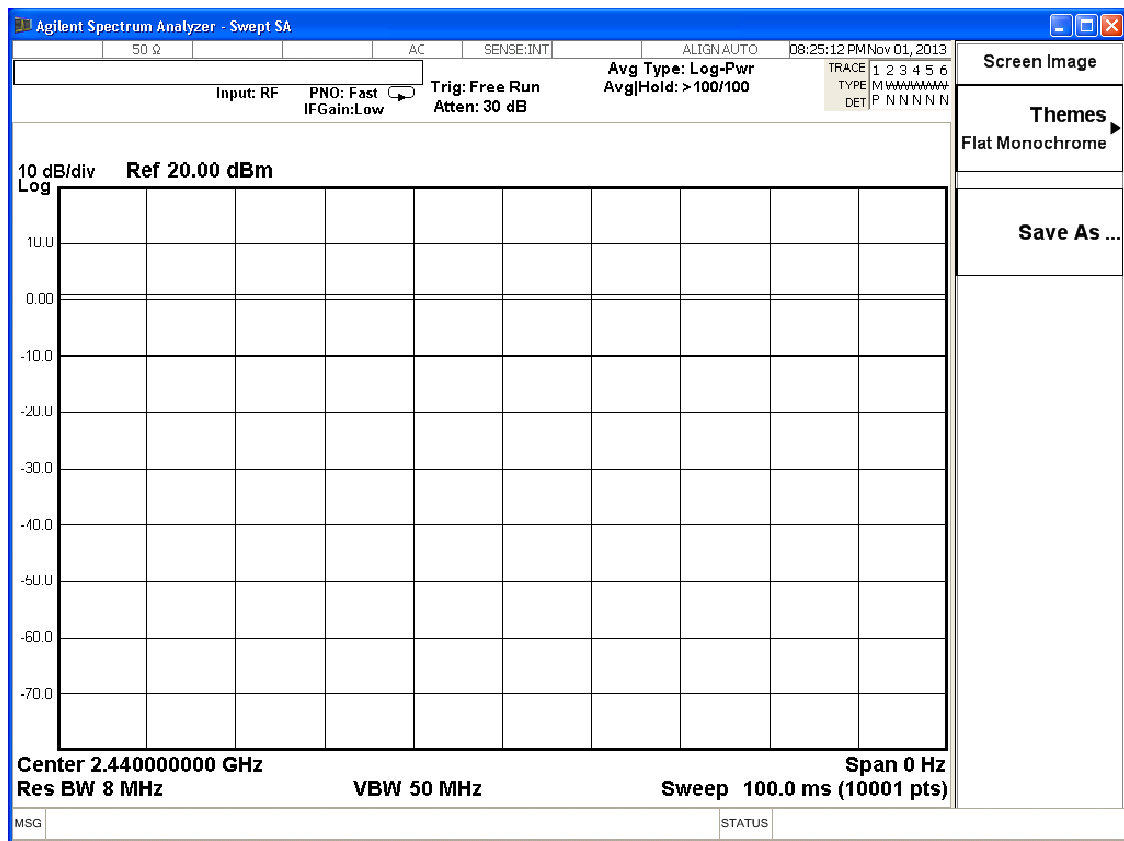 Agilent Spectrum Analyzer - Swept SA
50 Ω AC SENSE:INT ALIGN AUTO 08:25:12 PM Nov 01, 2013
Input: RF PNO: Fast IFGain:Low
Trig: Free Run
Atten: 30 dB
Avg Type: Log-Pwr
Avg|Hold: >100/100
TRACE 1 2 3 4 5 6
TYPE M WWWWW
DET P N N N N N
10 dB/div Ref 20.00 dBm
Log
10.0
0.00
-10.0
-20.0
-30.0
-40.0
-50.0
-60.0
-70.0
Center 2.440000000 GHz Span 0 Hz
Res BW 8 MHz VBW 50 MHz Sweep 100.0 ms (10001 pts)
MSG STATUS
Screen Image
Themes
Flat Monochrome
Save As ...